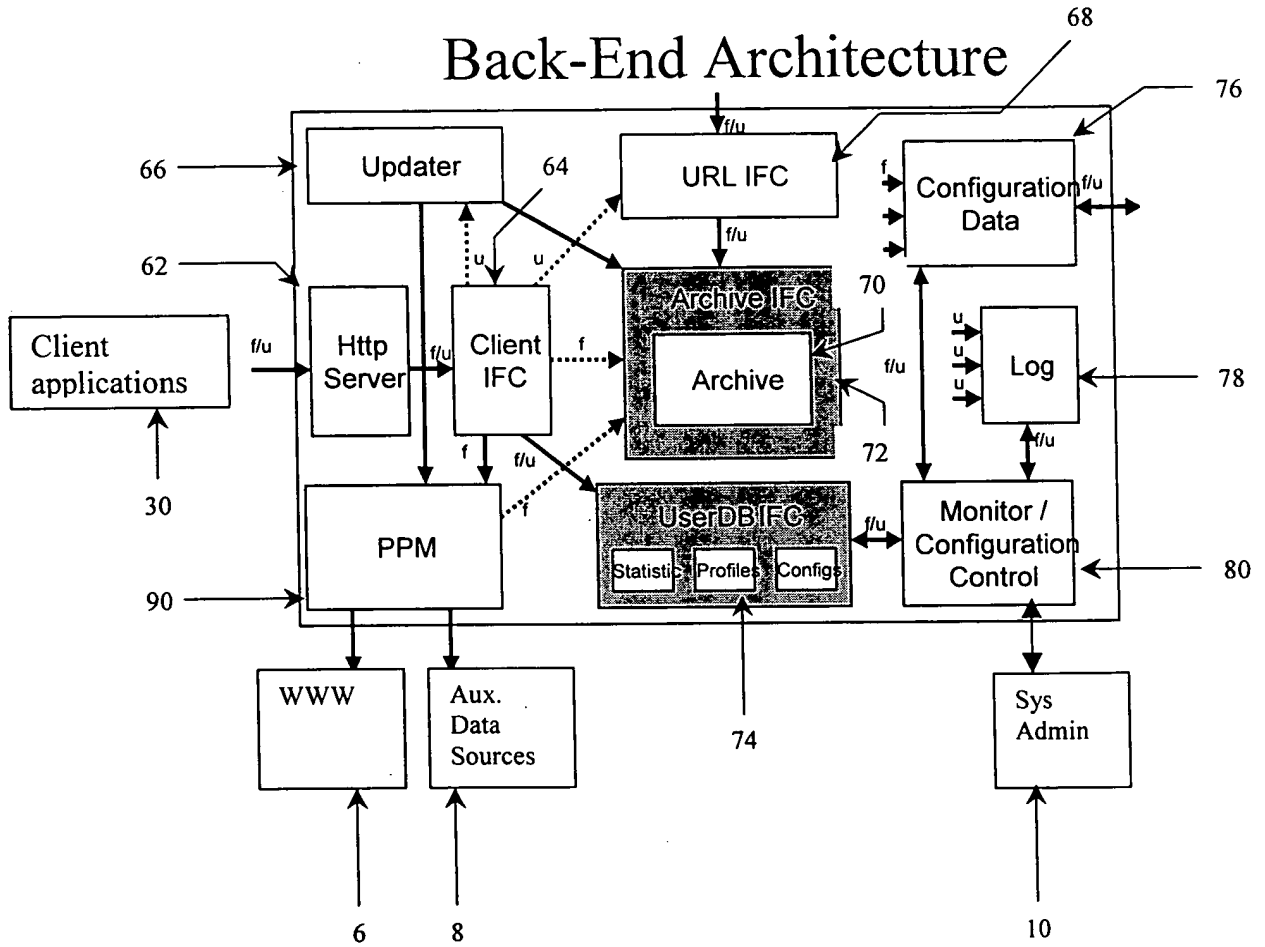 Back-End Architecture
68
76
66
Updater
64
f/u
URL IFC
f
Configuration
Data
f/u
u
u
f/u
62
Archive IFC
70
Client
applications
f/u
Http
Server
f/u
Client
IFC
f
Archive
f/u
u
u
u
Log
78
72
30
f
f/u
f
f/u
PPM
UserDB IFC
Statistic
Profiles
Configs
f/u
Monitor /
Configuration
Control
80
90
WWW
Aux.
Data
Sources
74
Sys
Admin
6
8
10